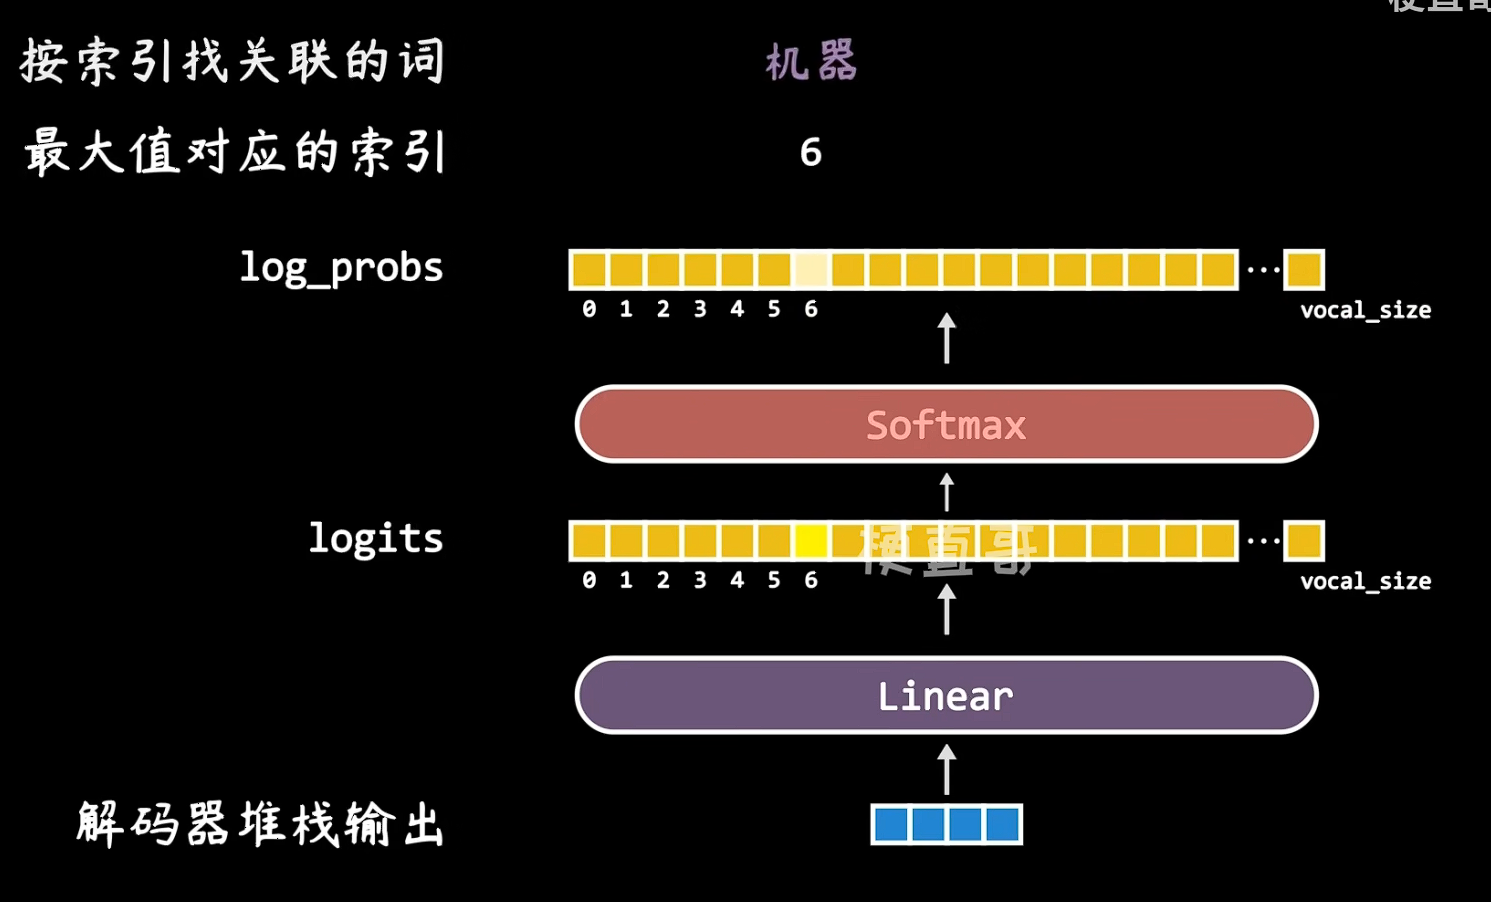 按索引找关联的词 机器
最大值对应的索引 6
log_probs
0 1 2 3 4 5 6 ... vocal_size
Softmax
logits
梗直哥
0 1 2 3 4 5 6 ... vocal_size
Linear
解码器堆栈输出